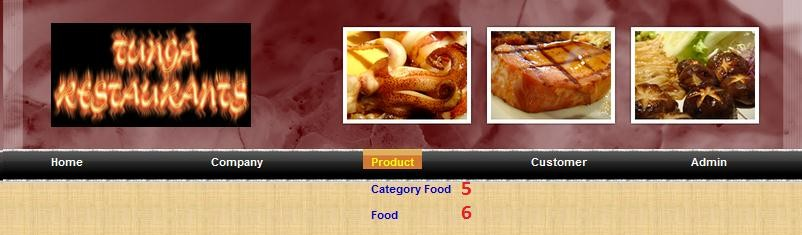 TUNGA
RESTAURANTS
Home Company Product Customer Admin
Category Food 5
Food 6